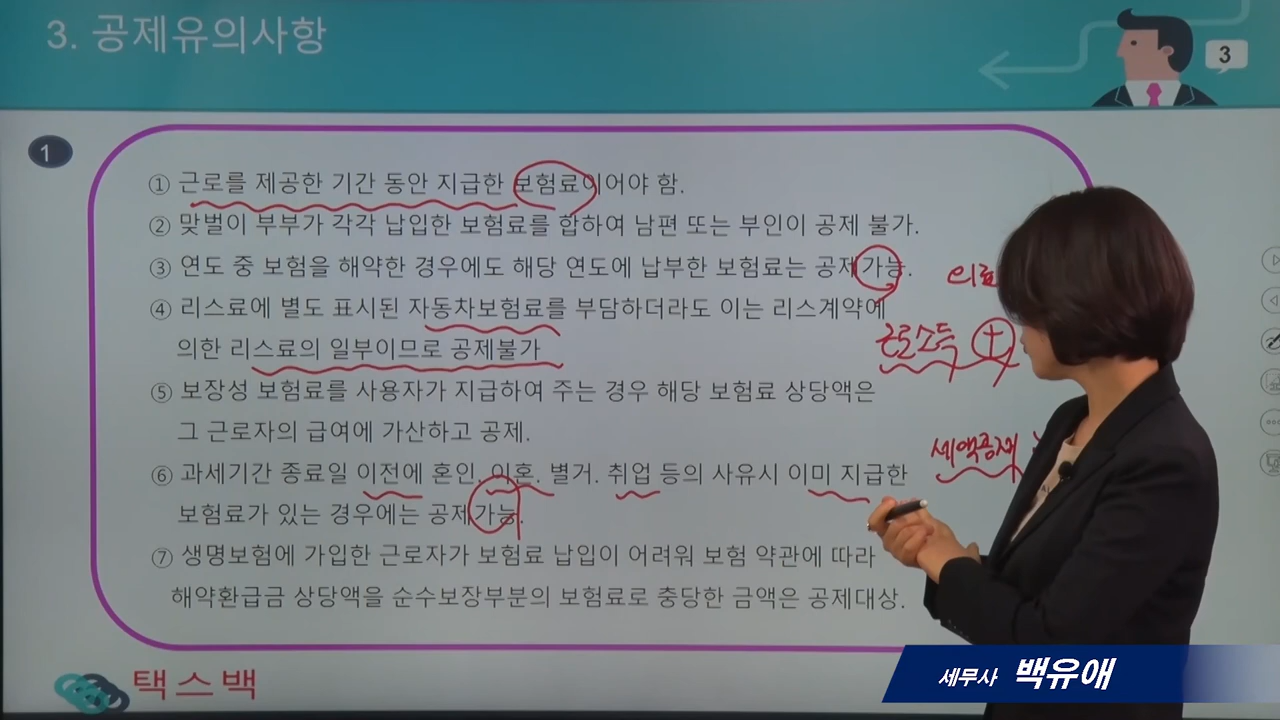 3. 공제유의사항
3
1
① 근로를 제공한 기간 동안 지급한 보험료이어야 함.
② 맞벌이 부부가 각각 납입한 보험료를 합하여 남편 또는 부인이 공제 불가.
③ 연도 중 보험을 해약한 경우에도 해당 연도에 납부한 보험료는 공제가능.
의료
④ 리스료에 별도 표시된 자동차보험료를 부담하더라도 이는 리스계약에
근로소득 +
의한 리스료의 일부이므로 공제불가
⑤ 보장성 보험료를 사용자가 지급하여 주는 경우 해당 보험료 상당액은
그 근로자의 급여에 가산하고 공제.
세액공제
⑥ 과세기간 종료일 이전에 혼인. 이혼. 별거. 취업 등의 사유시 이미 지급한
보험료가 있는 경우에는 공제가능.
⑦ 생명보험에 가입한 근로자가 보험료 납입이 어려워 보험 약관에 따라
해약환급금 상당액을 순수보장부분의 보험료로 충당한 금액은 공제대상.
택스백
세무사 백유애